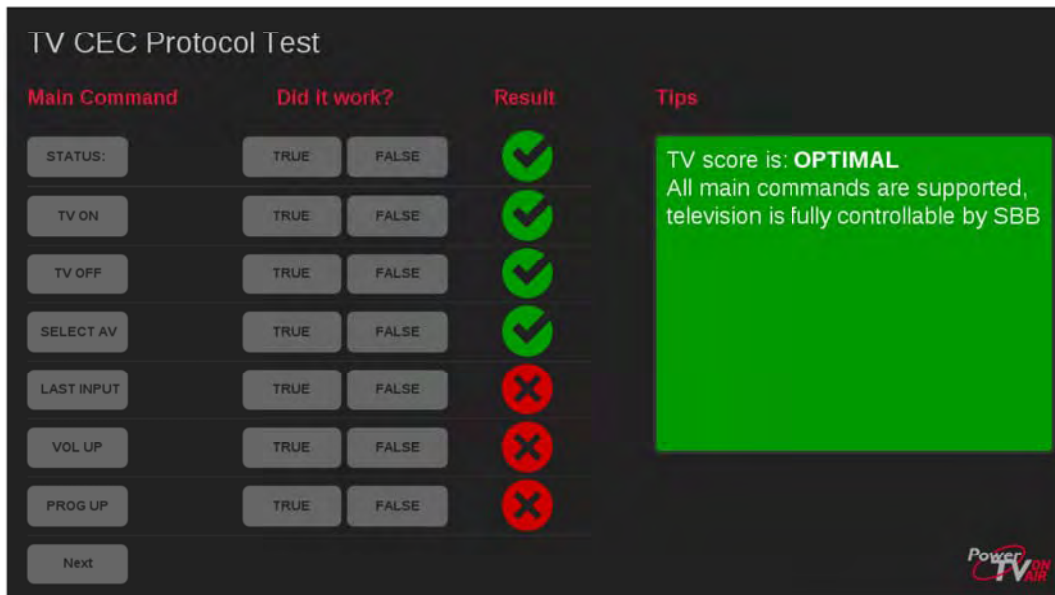 TV CEC Protocol Test
Main Command Did it work? Result Tips
STATUS: TRUE FALSE
TV ON TRUE FALSE
TV OFF TRUE FALSE
SELECT AV TRUE FALSE
LAST INPUT TRUE FALSE
VOL UP TRUE FALSE
PROG UP TRUE FALSE
Next
TV score is: OPTIMAL
All main commands are supported,
television is fully controllable by SBB
Power
TV ON
AIR